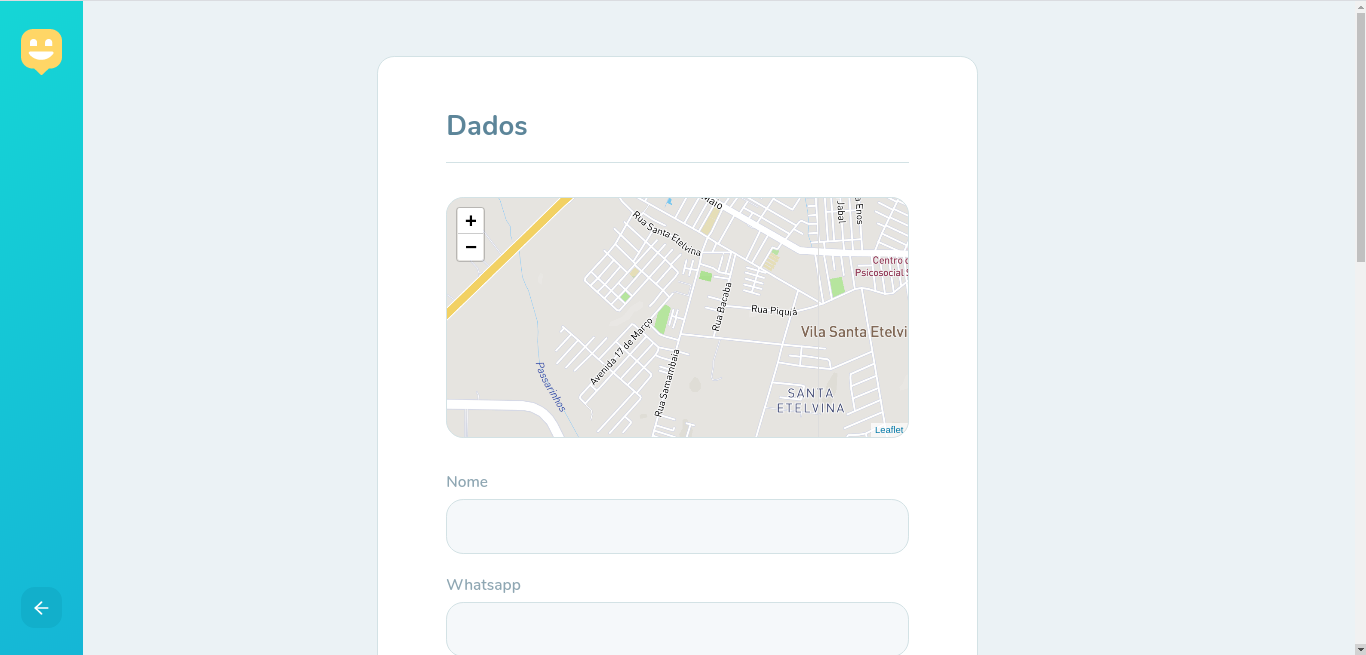 Dados
+
−
Maio
Jabal
a Enos
Rua Santa Etelvina
Centro
Psicosocial
Rua Bacaba
Rua Piquiá
Vila Santa Etelvi
Avenida 17 de Março
Rua Samambaia
Passarinhos
SANTA
ETELVINA
Leaflet
Nome
Whatsapp